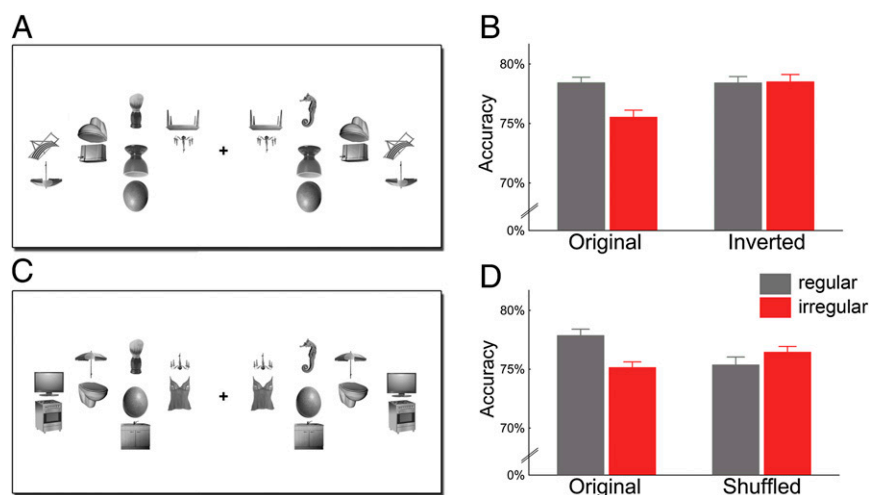 A
B
80%
75%
70%
0%
Accuracy
Original
Inverted
C
D
regular
irregular
80%
75%
70%
0%
Accuracy
Original
Shuffled